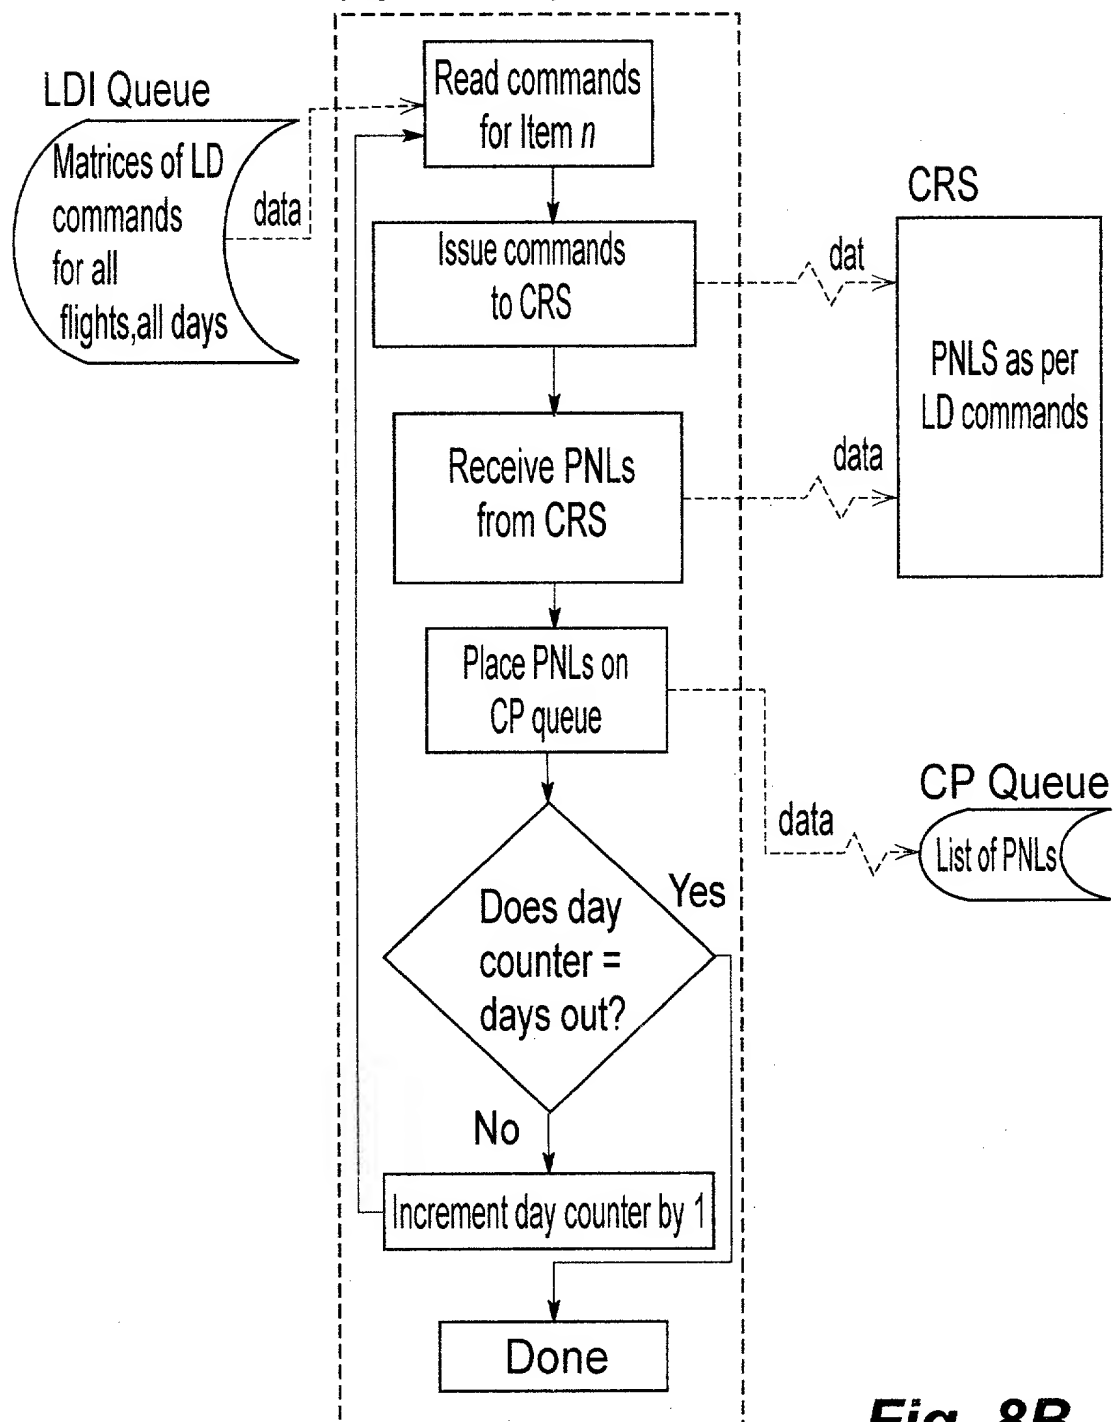 LDI Queue
Matrices of LD
commands
for all
flights,all days
data
Read commands
for Item n
Issue commands
to CRS
dat
CRS
PNLS as per
LD commands
Receive PNLs
from CRS
data
Place PNLs on
CP queue
data
CP Queue
List of PNLs
Does day
counter =
days out?
Yes
No
Increment day counter by 1
Done
Fig. 8B